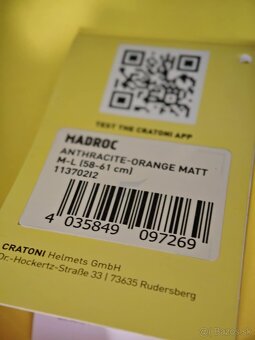 TEST THE CRATONI APP
MADROC
ANTHRACITE-ORANGE MATT
M-L (58-61 cm)
113702I2
4 035849 097269
CRATONI Helmets GmbH
Dr.-Hockertz-Straße 33 | 73635 Rudersberg